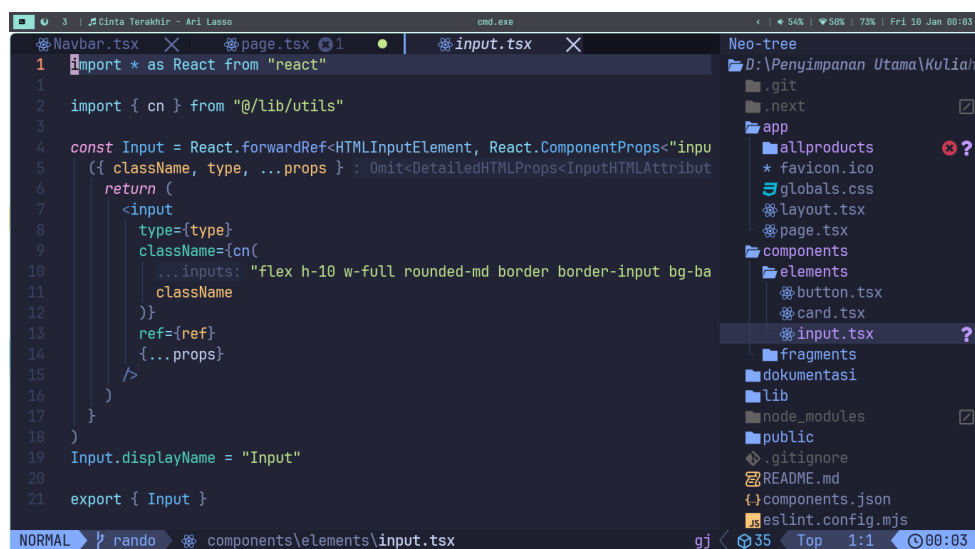 3 | Cinta Terakhir - Ari Lasso
cmd.exe
< | 54% | 50% | 73% | Fri 10 Jan 00:03
Navbar.tsx
page.tsx 1
input.tsx
1 import * as React from "react"
1
2 import { cn } from "@/lib/utils"
3
4 const Input = React.forwardRef<HTMLInputElement, React.ComponentProps<"inpu
5 ({ className, type, ...props } : Omit<DetailedHTMLProps<InputHTMLAttribut
6 return (
7 <input
8 type={type}
9 className={cn(
10 ...inputs: "flex h-10 w-full rounded-md border border-input bg-ba
11 className
12 )}
13 ref={ref}
14 {...props}
15 />
16 )
17 }
18 )
19 Input.displayName = "Input"
20
21 export { Input }
Neo-tree
D:\Penyimpanan Utama\Kuliah
.git
.next
app
allproducts ?
favicon.ico
globals.css
layout.tsx
page.tsx
components
elements
button.tsx
card.tsx
input.tsx ?
fragments
dokumentasi
lib
node_modules
public
.gitignore
README.md
components.json
eslint.config.mjs
NORMAL rando components\elements\input.tsx gj 35 Top 1:1 00:03